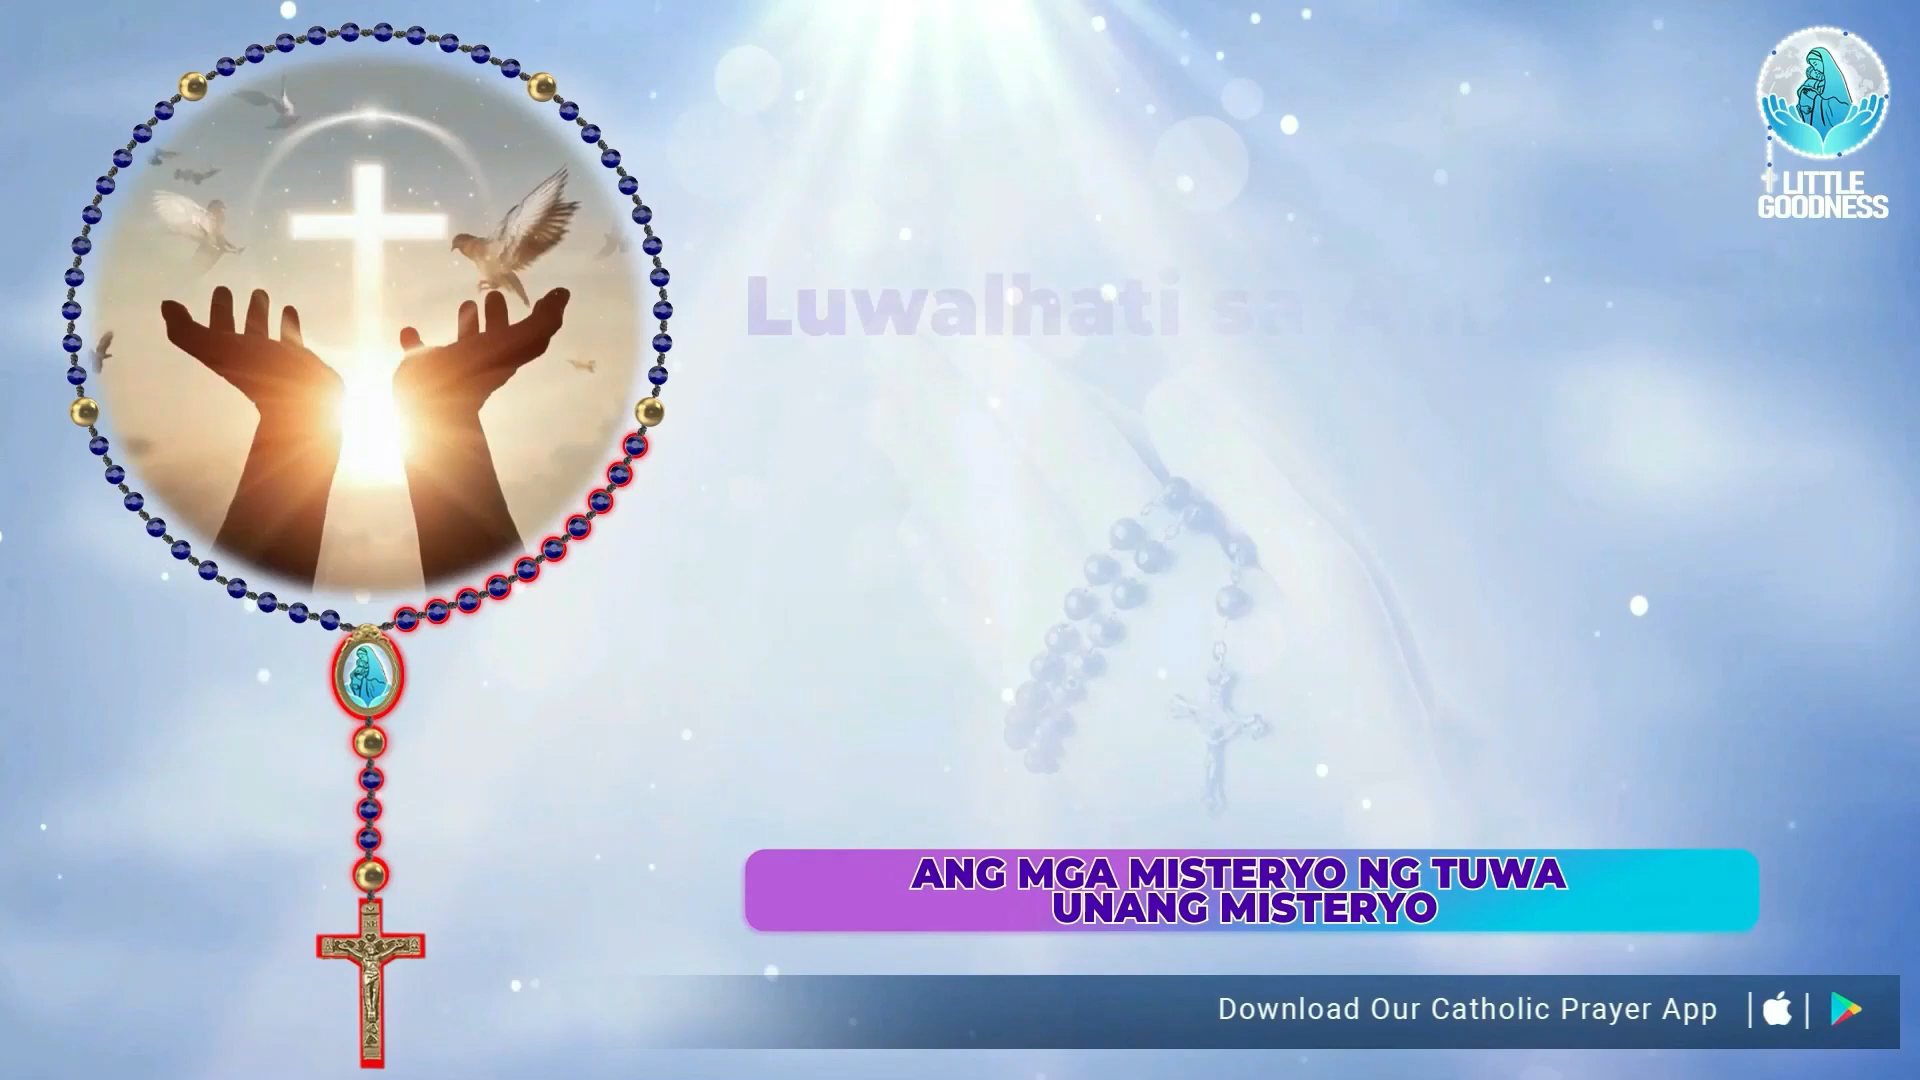 LITTLE
GOODNESS
Luwalhati sa
ANG MGA MISTERYO NG TUWA
UNANG MISTERYO
Download Our Catholic Prayer App